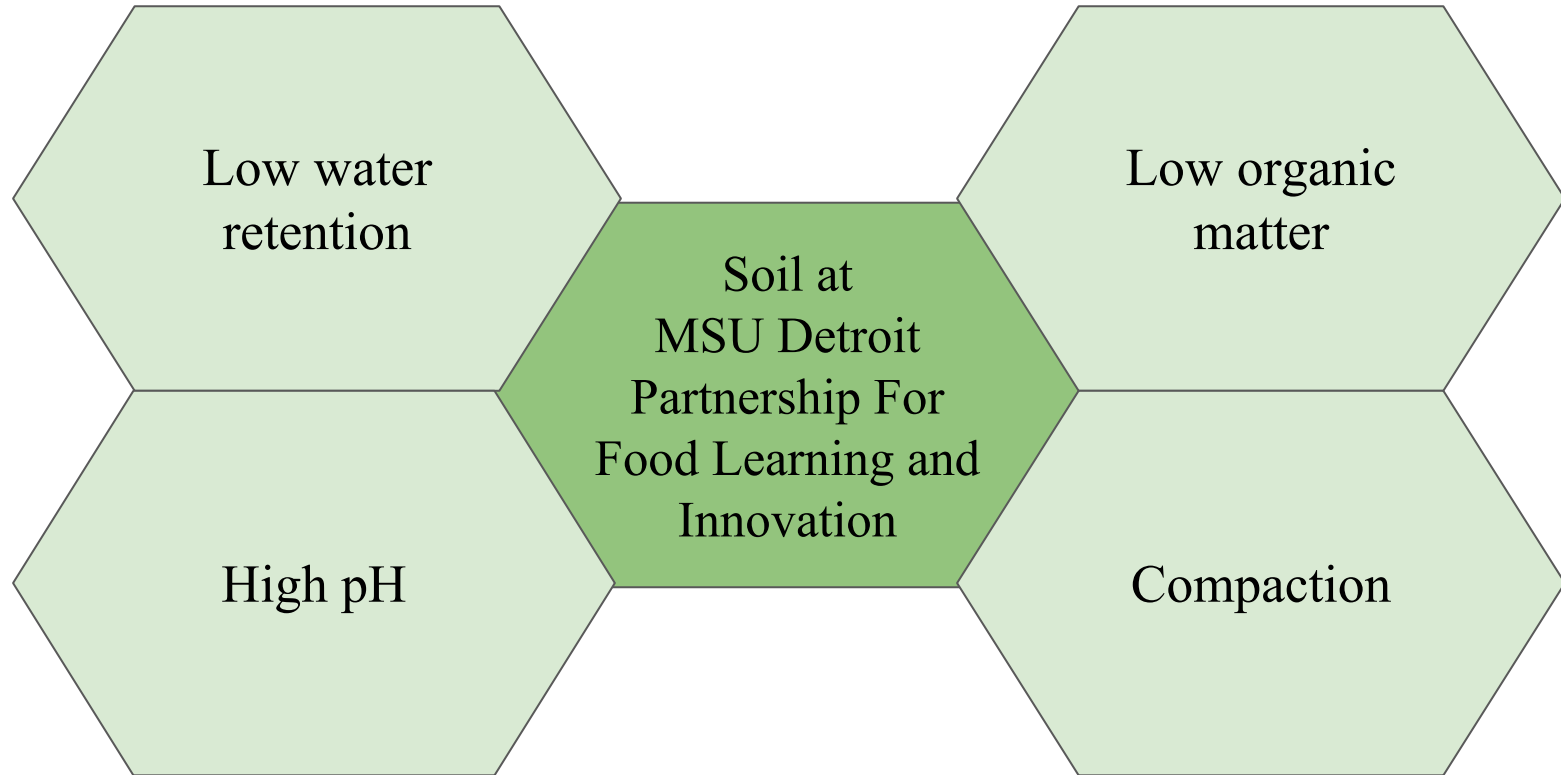 Low water
retention
Low organic
matter
Soil at
MSU Detroit
Partnership For
Food Learning and
Innovation
High pH
Compaction